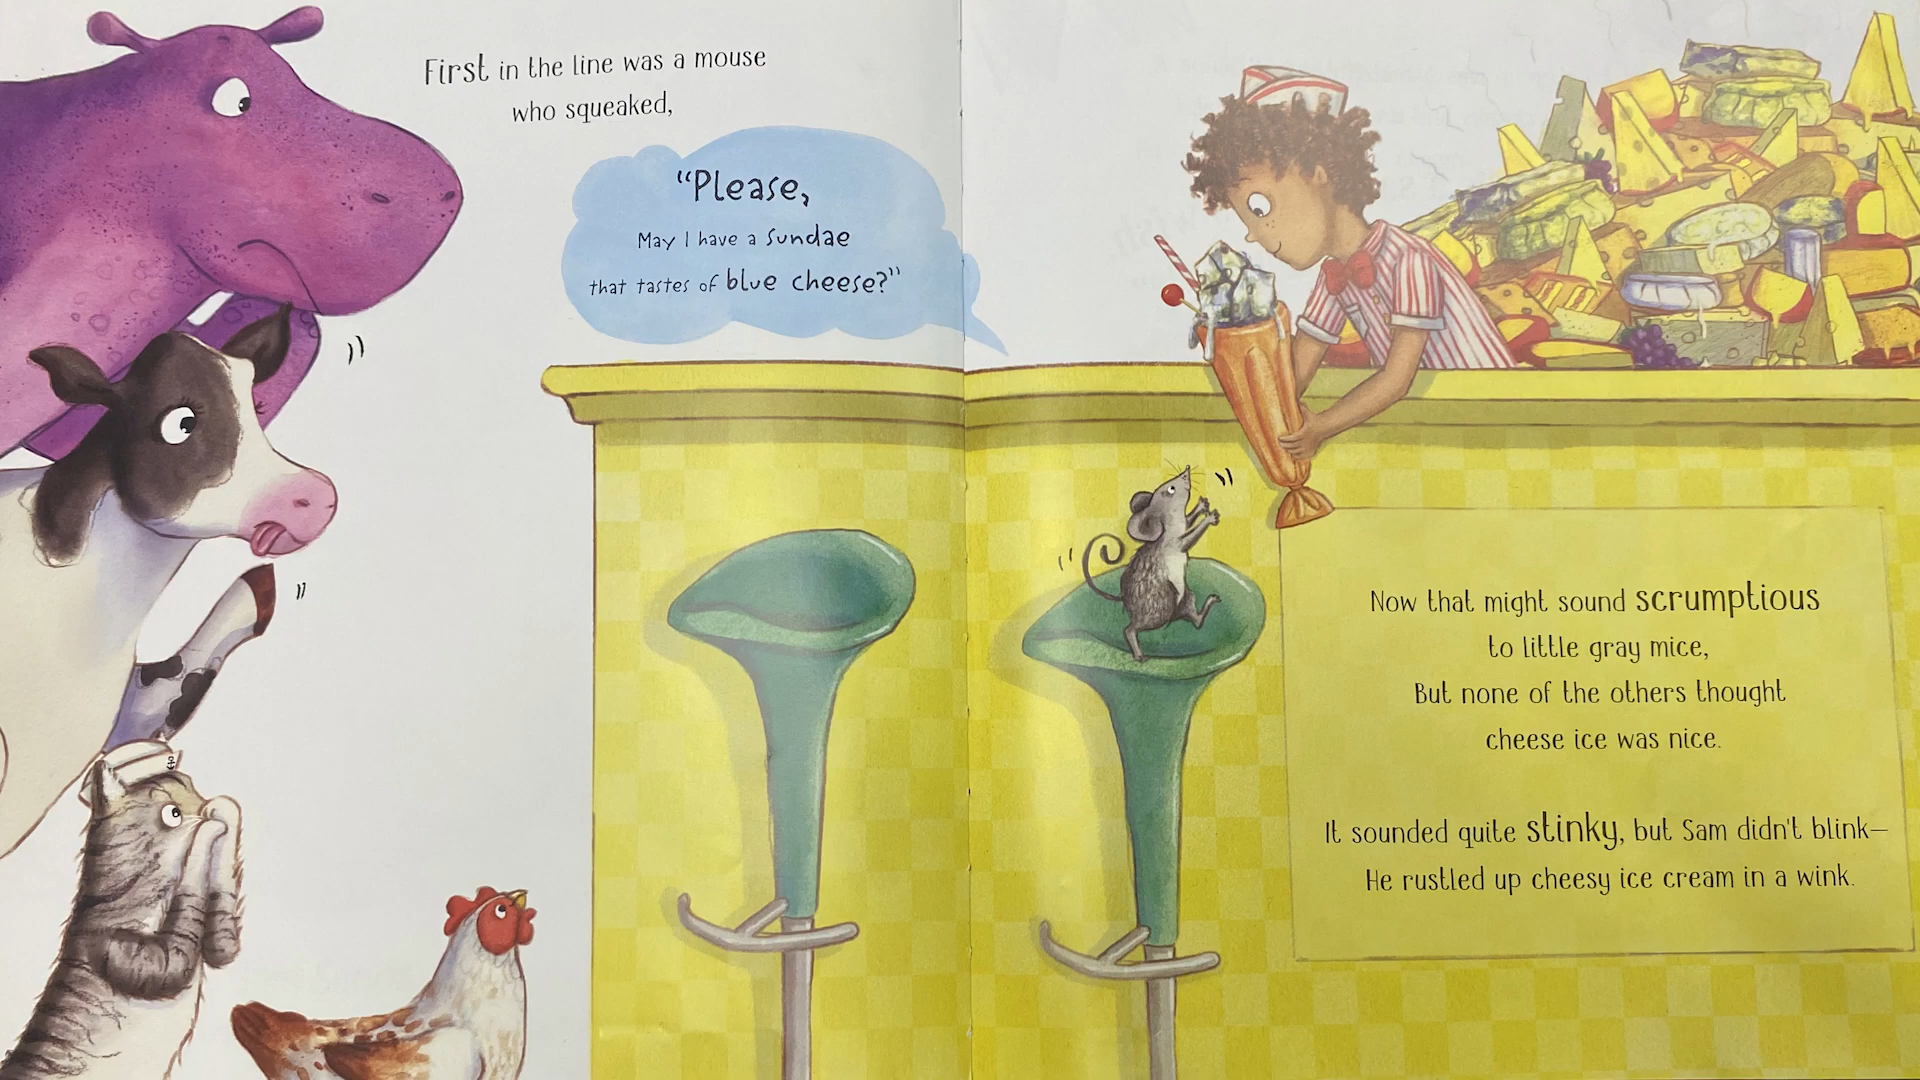 First in the line was a mouse
who squeaked,
“Please,
May I have a sundae
that tastes of blue cheese?”
Now that might sound scrumptious
to little gray mice,
But none of the others thought
cheese ice was nice.
It sounded quite stinky, but Sam didn't blink—
He rustled up cheesy ice cream in a wink.